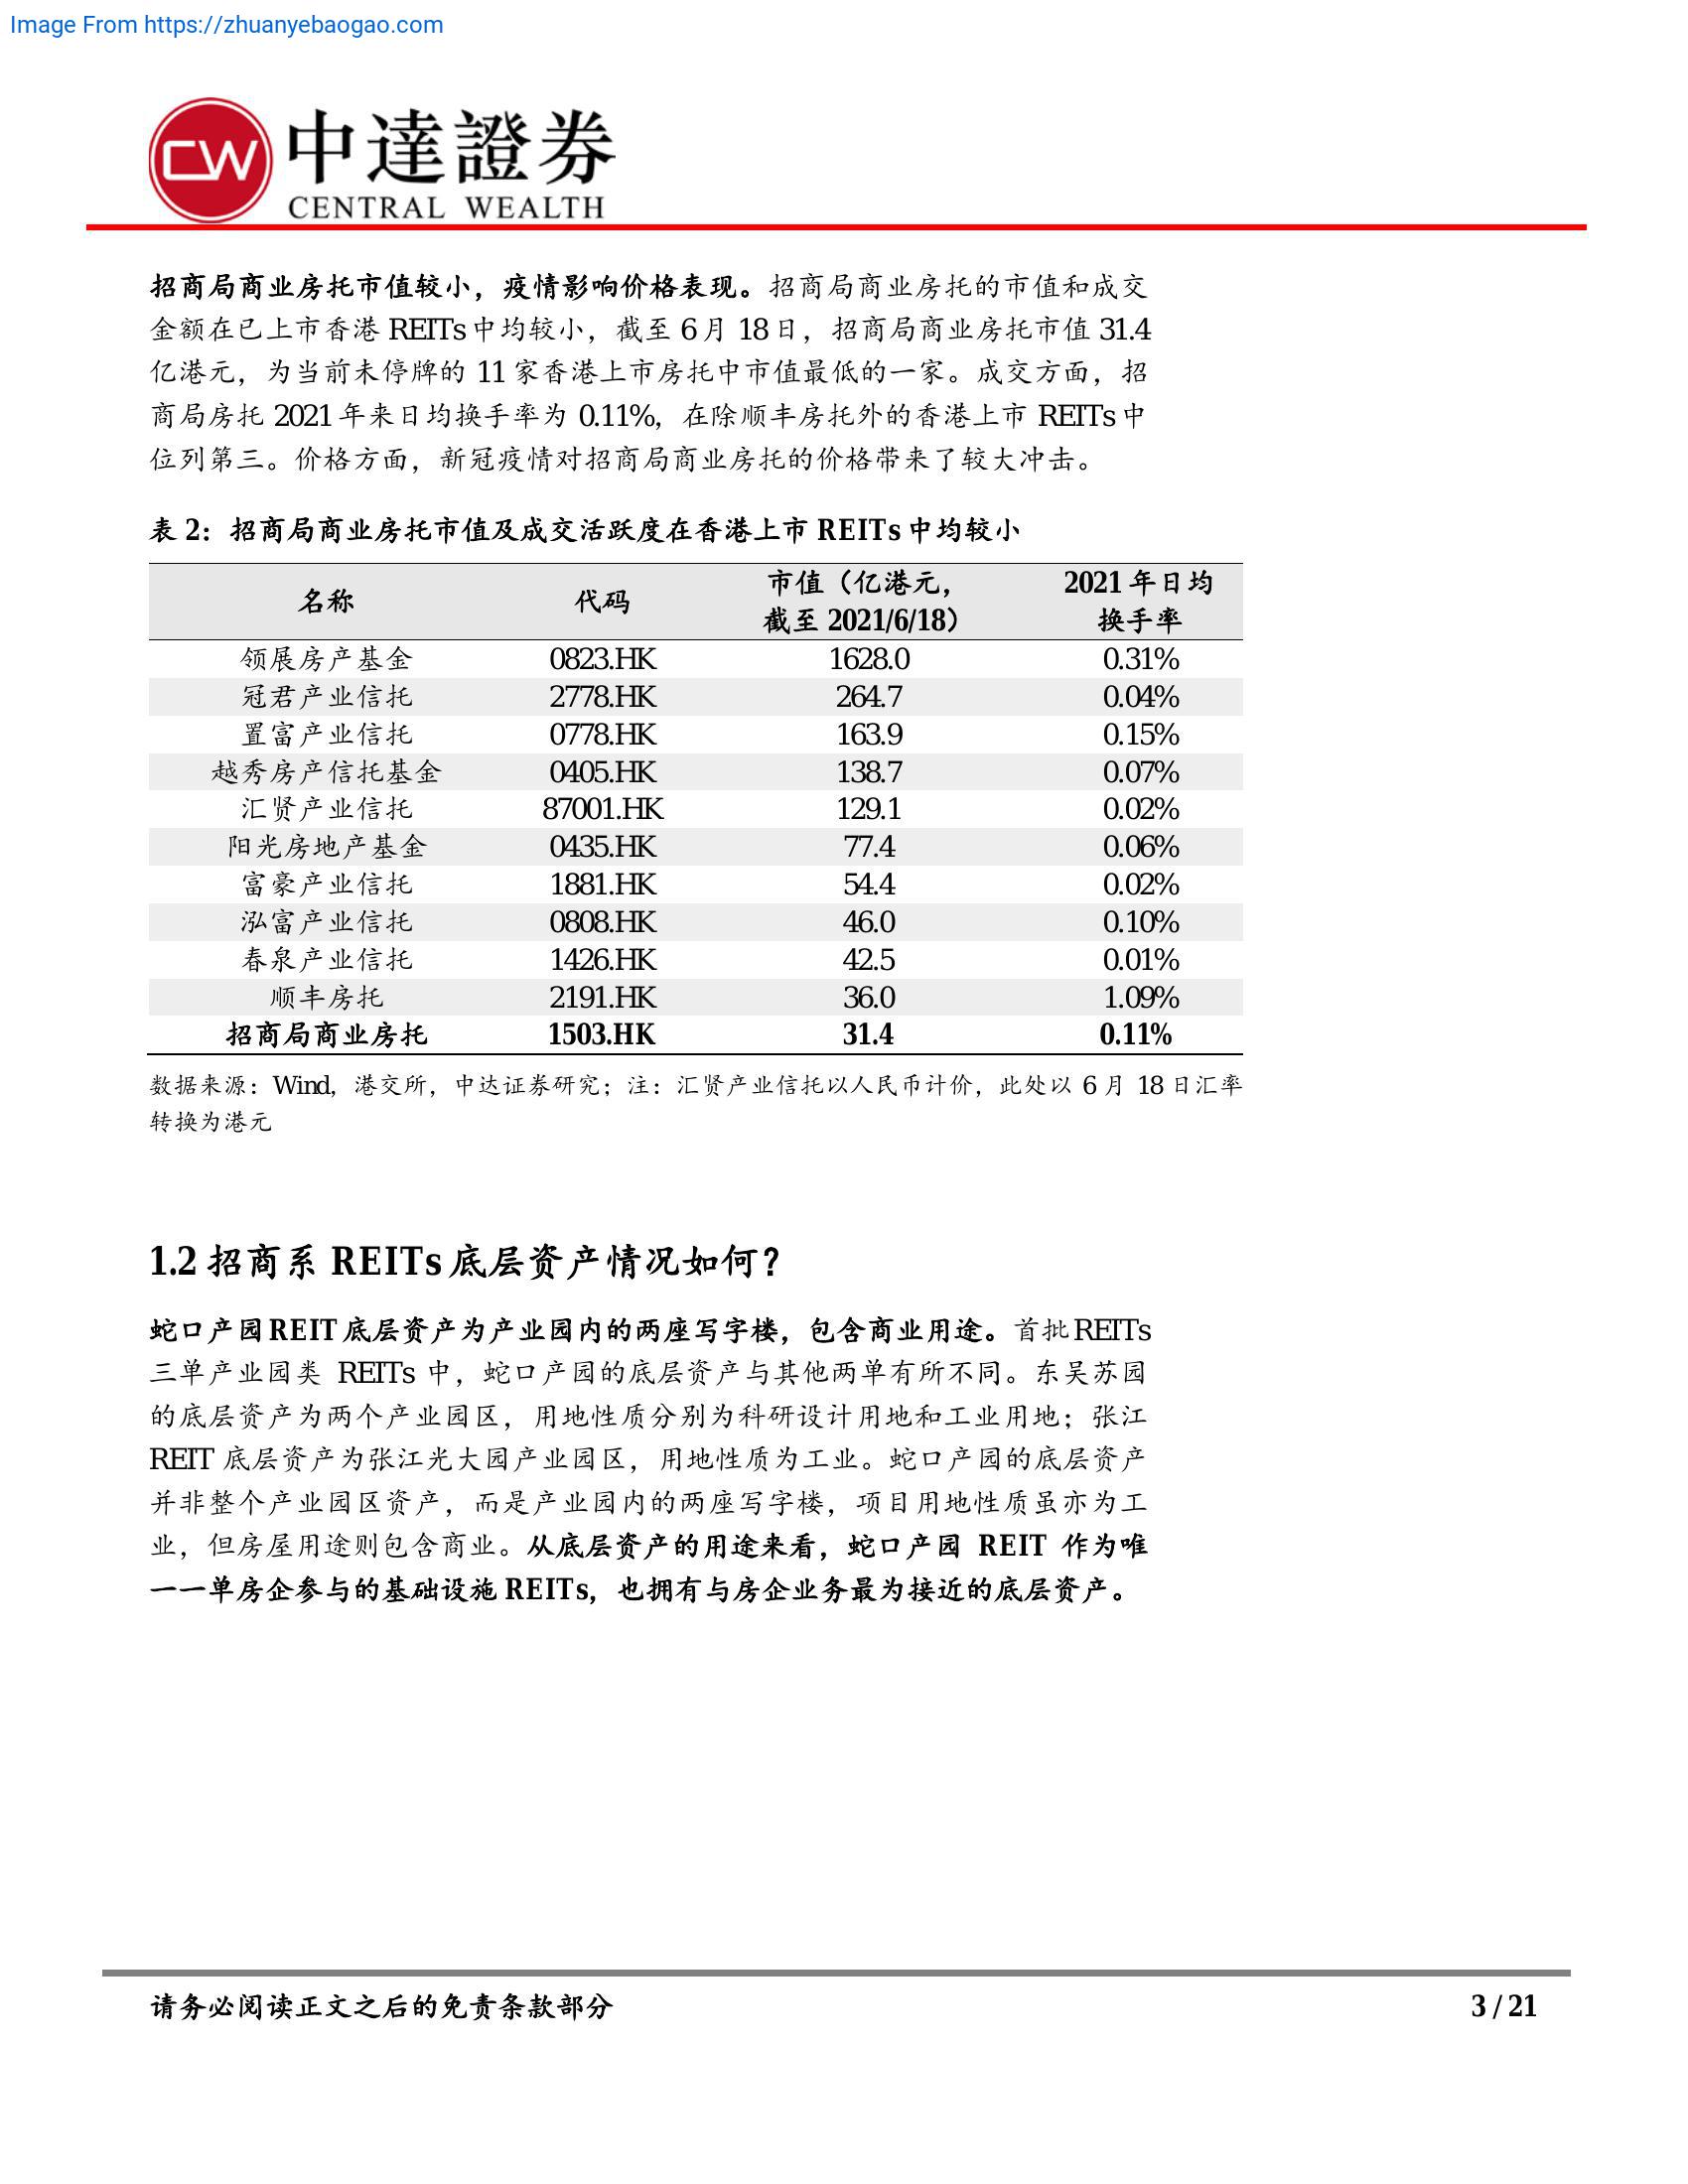 Image From https://zhuanyebaogao.com
CW
中達證券
CENTRAL WEALTH
招商局商业房托市值较小，疫情影响价格表现。招商局商业房托的市值和成交
金额在已上市香港 REITs 中均较小，截至 6 月 18 日，招商局商业房托市值 31.4
亿港元，为当前未停牌的 11 家香港上市房托中市值最低的一家。成交方面，招
商局房托 2021 年来日均换手率为 0.11%，在除顺丰房托外的香港上市 REITs 中
位列第三。价格方面，新冠疫情对招商局商业房托的价格带来了较大冲击。
表 2：招商局商业房托市值及成交活跃度在香港上市 REITs 中均较小
名称 代码 市值（亿港元， 2021 年日均
截至 2021/6/18） 换手率
领展房产基金 0823.HK 1628.0 0.31%
冠君产业信托 2778.HK 264.7 0.04%
置富产业信托 0778.HK 163.9 0.15%
越秀房产信托基金 0405.HK 138.7 0.07%
汇贤产业信托 87001.HK 129.1 0.02%
阳光房地产基金 0435.HK 77.4 0.06%
富豪产业信托 1881.HK 54.4 0.02%
泓富产业信托 0808.HK 46.0 0.10%
春泉产业信托 1426.HK 42.5 0.01%
顺丰房托 2191.HK 36.0 1.09%
招商局商业房托 1503.HK 31.4 0.11%
数据来源：Wind，港交所，中达证券研究；注：汇贤产业信托以人民币计价，此处以 6 月 18 日汇率
转换为港元
1.2 招商系 REITs 底层资产情况如何？
蛇口产园 REIT 底层资产为产业园内的两座写字楼，包含商业用途。首批 REITs
三单产业园类 REITs 中，蛇口产园的底层资产与其他两单有所不同。东吴苏园
的底层资产为两个产业园区，用地性质分别为科研设计用地和工业用地；张江
REIT 底层资产为张江光大园产业园区，用地性质为工业。蛇口产园的底层资产
并非整个产业园区资产，而是产业园内的两座写字楼，项目用地性质虽亦为工
业，但房屋用途则包含商业。从底层资产的用途来看，蛇口产园 REIT 作为唯
一一单房企参与的基础设施 REITs，也拥有与房企业务最为接近的底层资产。
请务必阅读正文之后的免责条款部分 3 / 21